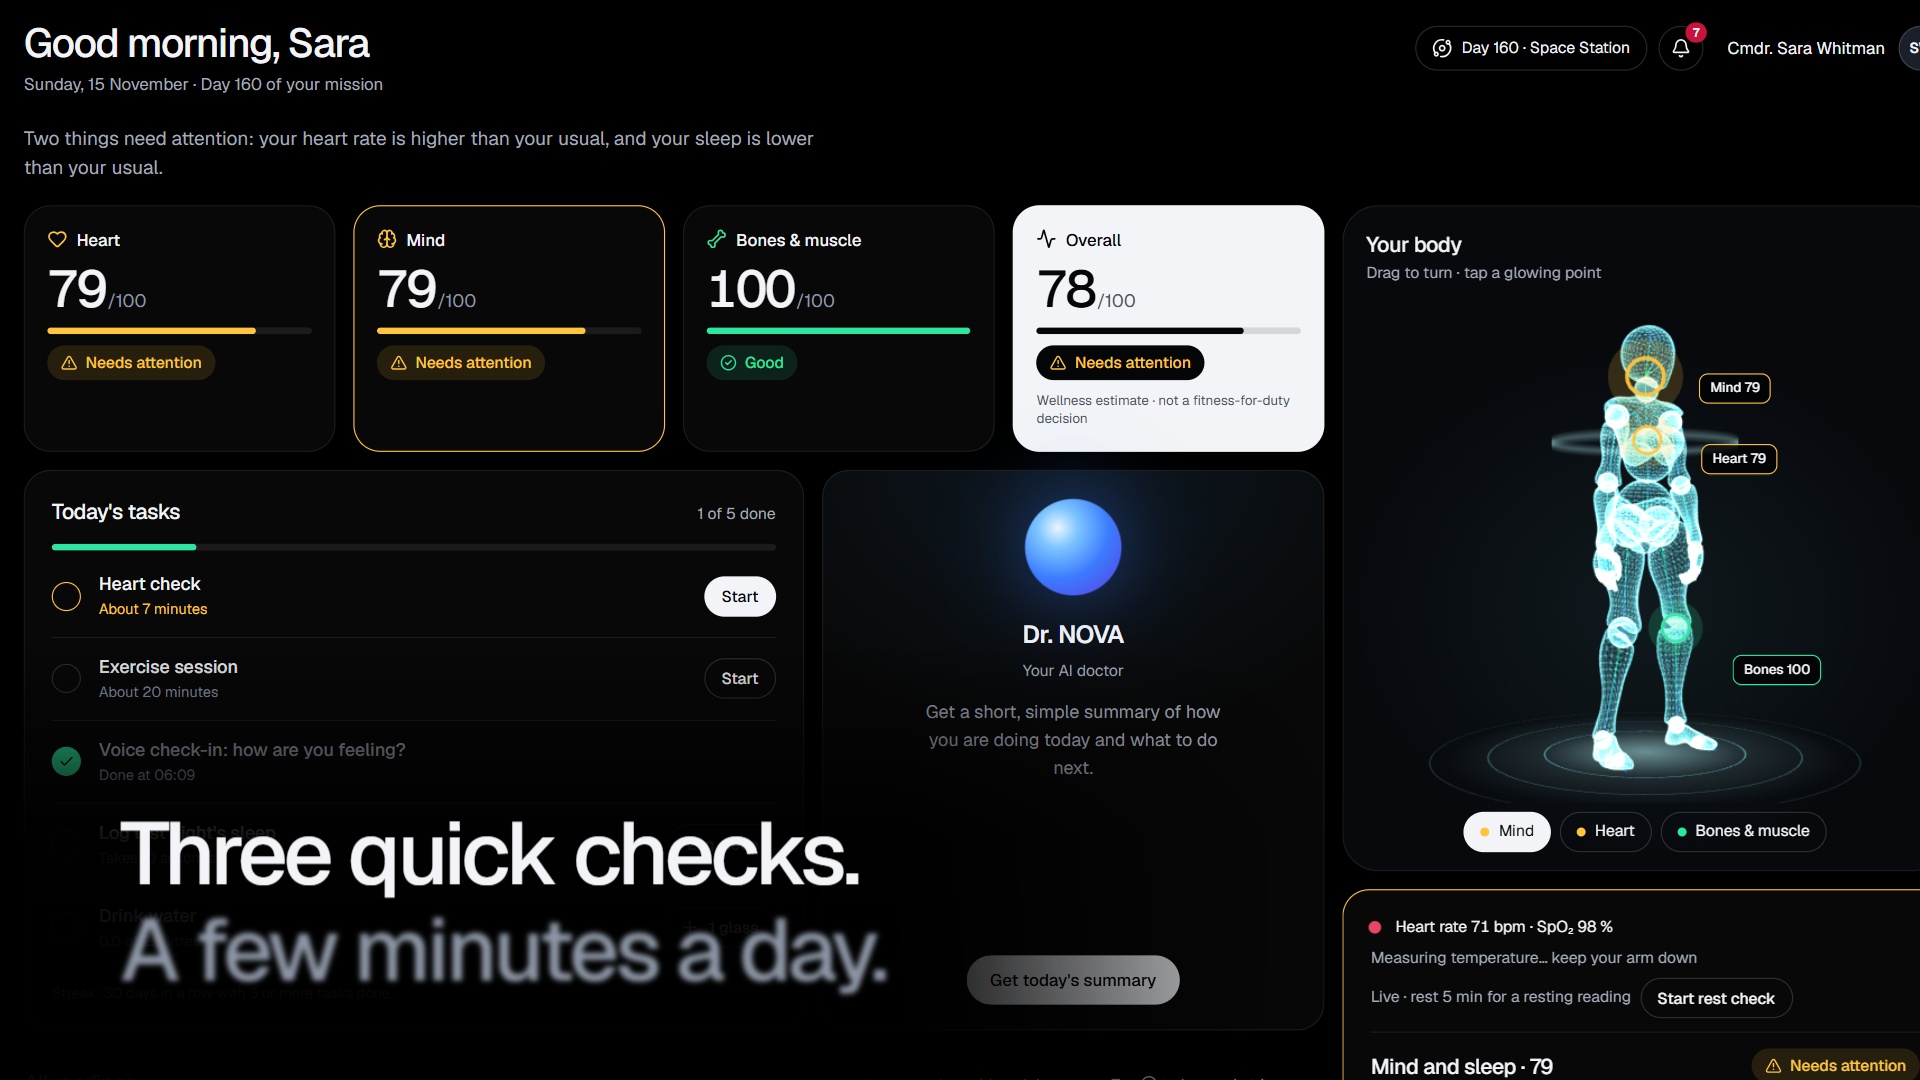 Good morning, Sara
Sunday, 15 November · Day 160 of your mission
Day 160 · Space Station
7
Cmdr. Sara Whitman
Two things need attention: your heart rate is higher than your usual, and your sleep is lower
than your usual.
Heart
79/100
Needs attention
Mind
79/100
Needs attention
Bones & muscle
100/100
Good
Overall
78/100
Needs attention
Wellness estimate · not a fitness-for-duty
decision
Your body
Drag to turn · tap a glowing point
Mind 79
Heart 79
Bones 100
Mind
Heart
Bones & muscle
Today's tasks
1 of 5 done
Heart check
About 7 minutes
Start
Exercise session
About 20 minutes
Start
Voice check-in: how are you feeling?
Done at 06:09
Drink water
1 glass
Three quick checks.
A few minutes a day.
Dr. NOVA
Your AI doctor
Get a short, simple summary of how
you are doing today and what to do
next.
Get today's summary
Heart rate 71 bpm · SpO₂ 98 %
Measuring temperature... keep your arm down
Live · rest 5 min for a resting reading
Start rest check
Mind and sleep · 79
Needs attention